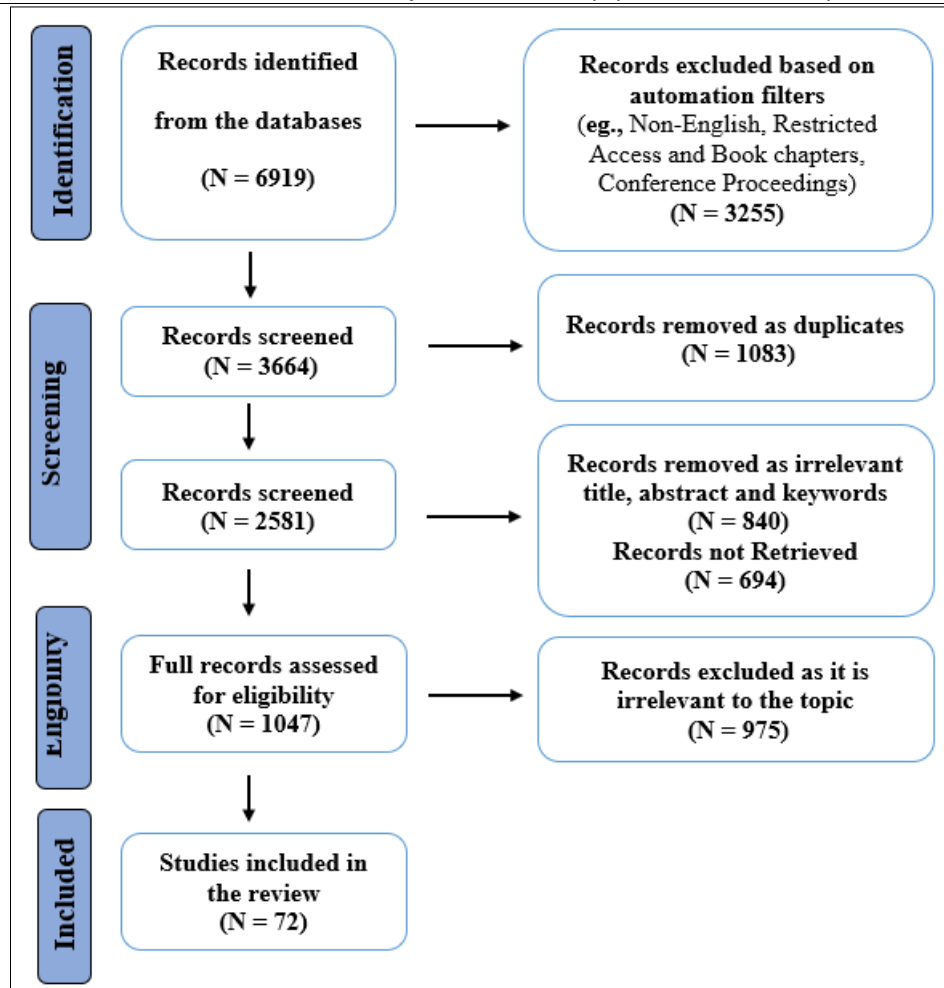 Identification
Records identified
from the databases
(N = 6919)
Records excluded based on
automation filters
(eg., Non-English, Restricted
Access and Book chapters,
Conference Proceedings)
(N = 3255)
Screening
Records screened
(N = 3664)
Records removed as duplicates
(N = 1083)
Records screened
(N = 2581)
Records removed as irrelevant
title, abstract and keywords
(N = 840)
Records not Retrieved
(N = 694)
Eligibility
Full records assessed
for eligibility
(N = 1047)
Records excluded as it is
irrelevant to the topic
(N = 975)
Included
Studies included in
the review
(N = 72)